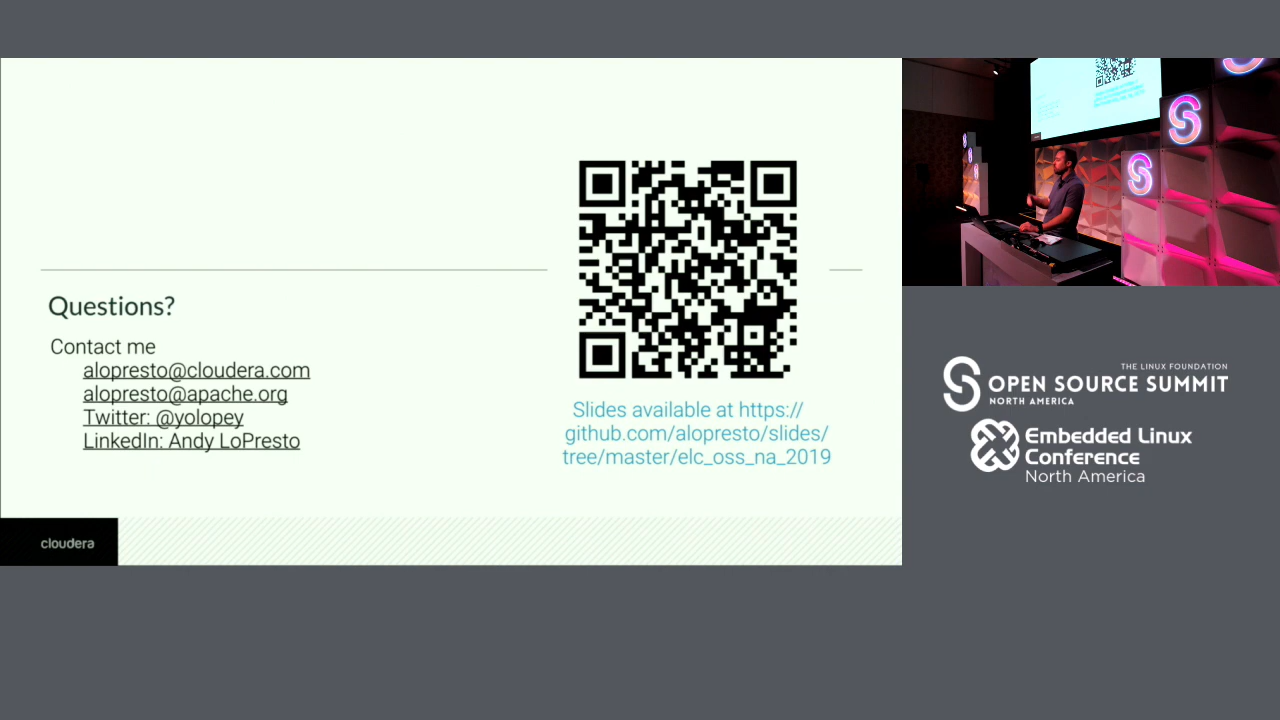 Questions?
Contact me
alopresto@cloudera.com
alopresto@apache.org
Twitter: @yolopey
LinkedIn: Andy LoPresto
Slides available at https://
github.com/alopresto/slides/
tree/master/elc_oss_na_2019
cloudera
THE LINUX FOUNDATION
OPEN SOURCE SUMMIT
NORTH AMERICA
Embedded Linux
Conference
North America